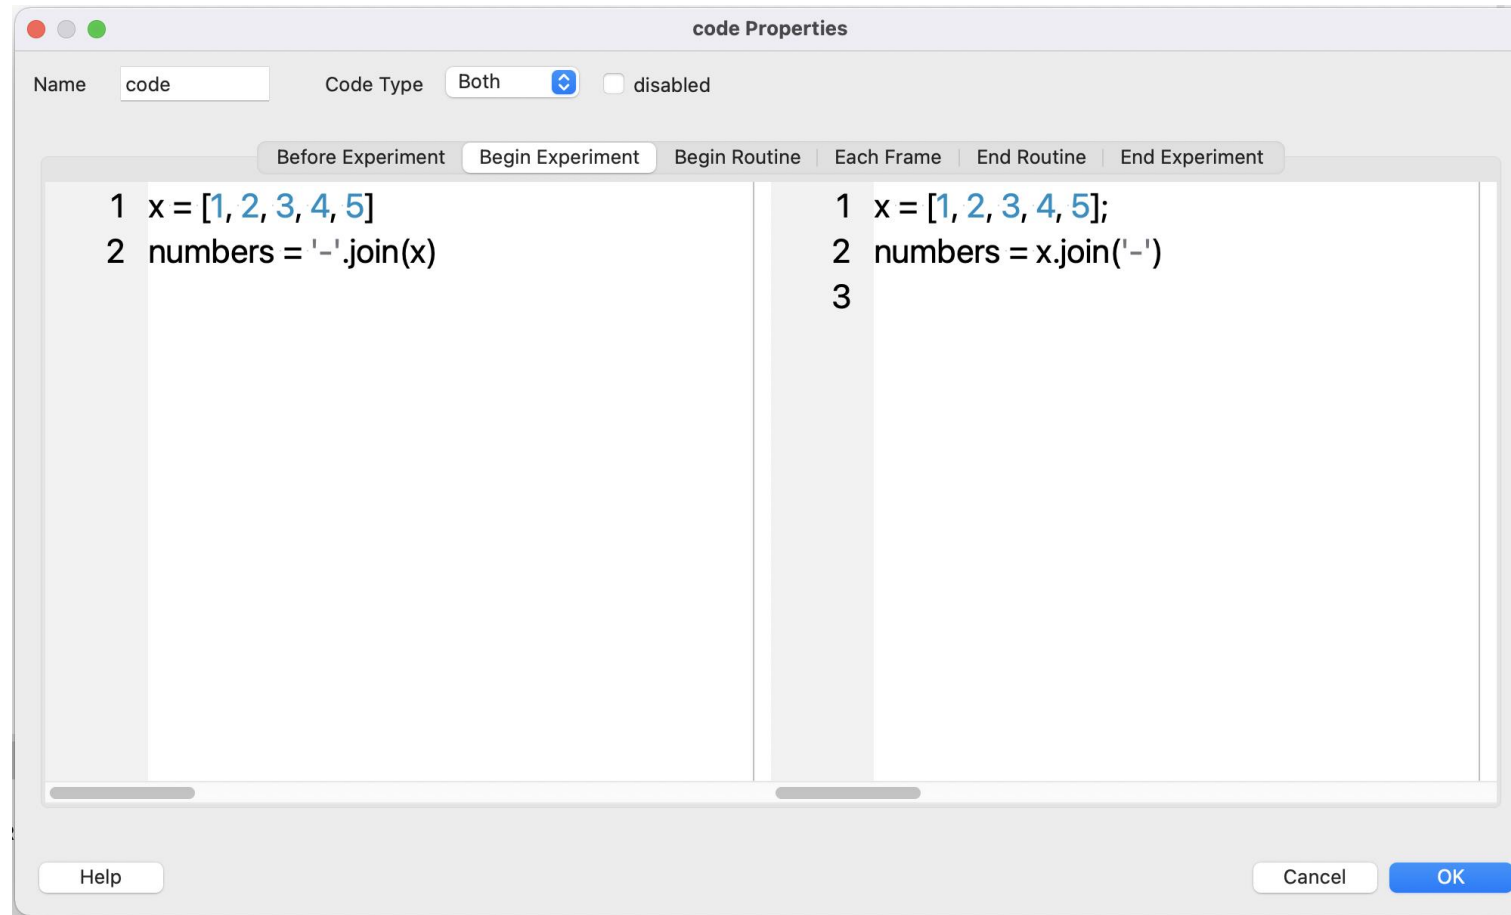 code Properties
Name code Code Type Both disabled
Before Experiment Begin Experiment Begin Routine Each Frame End Routine End Experiment
1 x = [1, 2, 3, 4, 5]
2 numbers = '-'.join(x)
1 x = [1, 2, 3, 4, 5];
2 numbers = x.join('-')
3
Help Cancel OK